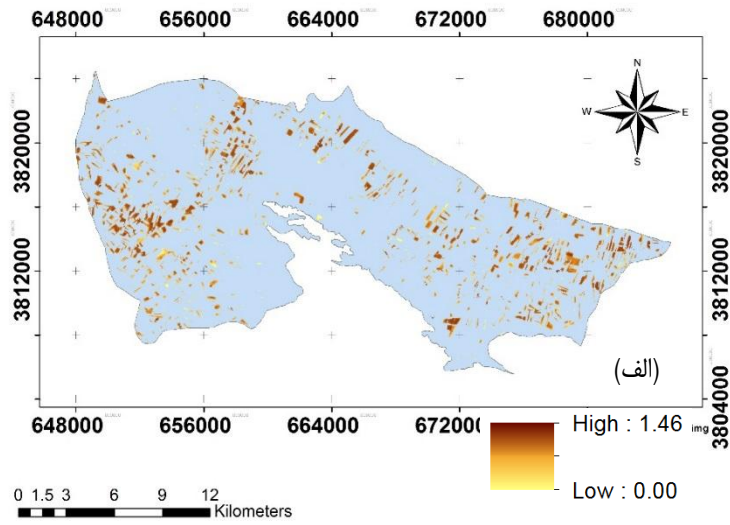 648000 656000 664000 672000 680000
N
W E
S
3820000 3820000
3812000 3812000
(الف)
3804000
648000 656000 664000 672000
High : 1.46 img
Low : 0.00
0 1.5 3 6 9 12
Kilometers